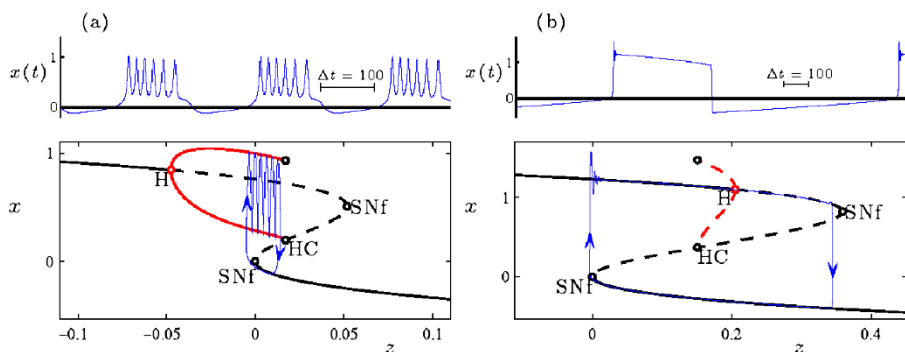 (a)
x(t)
1
0
Δt = 100
x
1
0
H
SNf
HC
SNf
−0.1
−0.05
0
0.05
0.1
z
(b)
x(t)
1
0
Δt = 100
x
1
0
H
SNf
HC
SNf
0
0.2
0.4
z